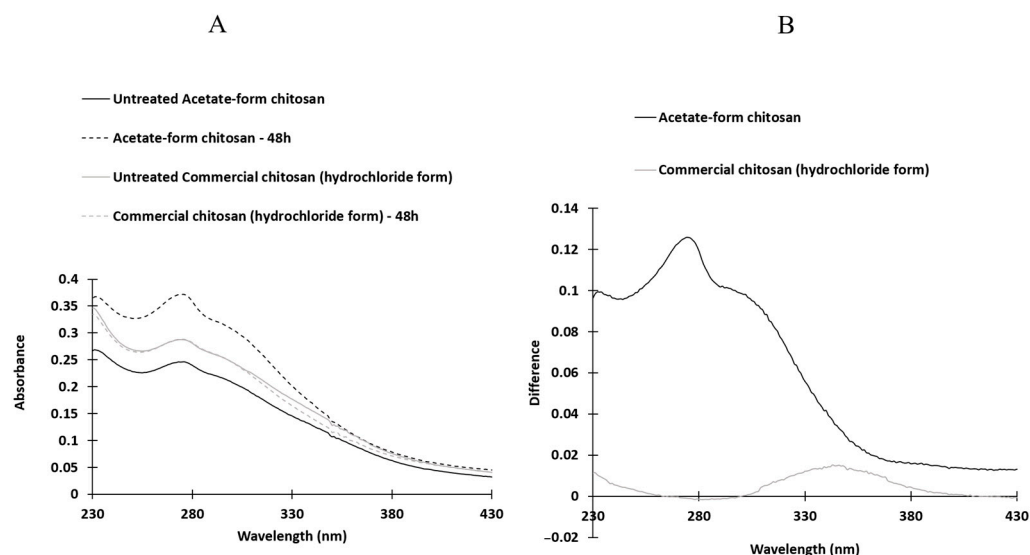 A
Untreated Acetate-form chitosan
Acetate-form chitosan - 48h
Untreated Commercial chitosan (hydrochloride form)
Commercial chitosan (hydrochloride form) - 48h
0.4
0.35
0.3
0.25
0.2
0.15
0.1
0.05
0
Absorbance
230 280 330 380 430
Wavelength (nm)
B
Acetate-form chitosan
Commercial chitosan (hydrochloride form)
0.14
0.12
0.1
0.08
0.06
0.04
0.02
0
−0.02
Difference
230 280 330 380 430
Wavelength (nm)